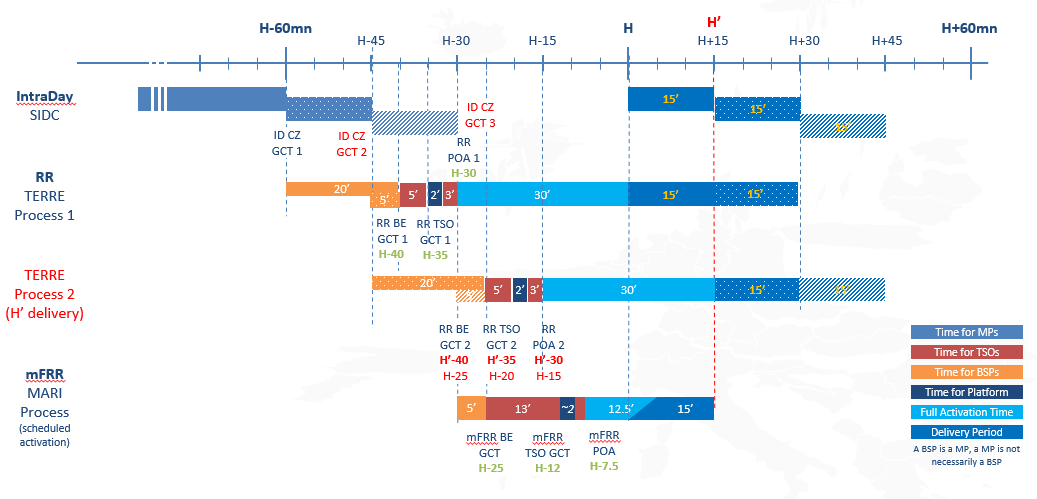 H-60mn
H-45
H-30
H-15
H
H’
H+15
H+30
H+45
H+60mn
IntraDay
SIDC
15’
15’
15’
ID CZ
GCT 1
ID CZ
GCT 2
ID CZ
GCT 3
RR
POA 1
H-30
RR
TERRE
Process 1
20’
5’
5’
2’
3’
30’
15’
15’
RR BE
GCT 1
H-40
RR TSO
GCT 1
H-35
TERRE
Process 2
(H’ delivery)
20’
5’
5’
2’
3’
30’
15’
15’
RR BE
GCT 2
H’-40
H-25
RR TSO
GCT 2
H’-35
H-20
RR
POA 2
H’-30
H-15
mFRR
MARI
Process
(scheduled
activation)
5’
13’
~2
12.5’
15’
mFRR BE
GCT
H-25
mFRR
TSO GCT
H-12
mFRR
POA
H-7.5
Time for MPs
Time for TSOs
Time for BSPs
Time for Platform
Full Activation Time
Delivery Period
A BSP is a MP, a MP is not
necessarily a BSP